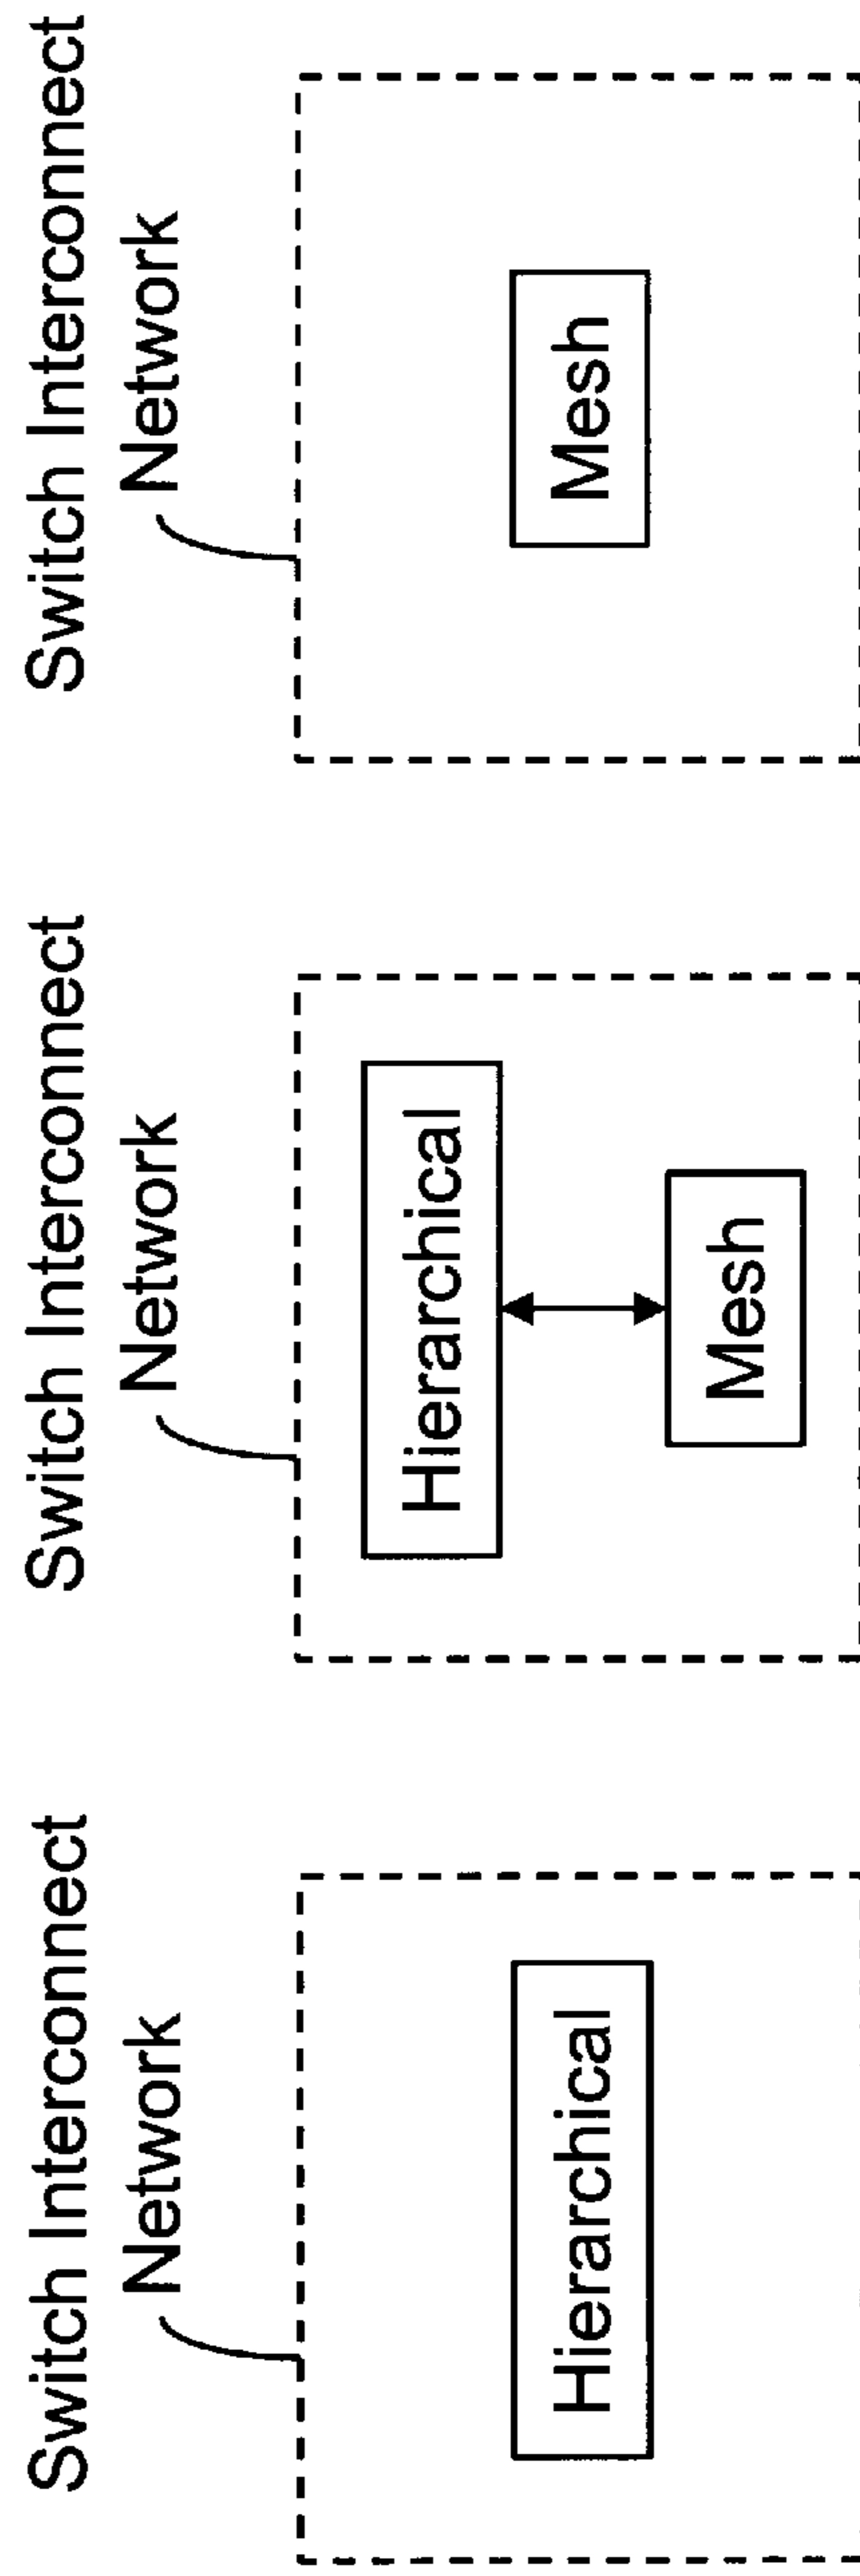 Switch Interconnect
Network
Hierarchical
Switch Interconnect
Network
Hierarchical
Mesh
Switch Interconnect
Network
Mesh